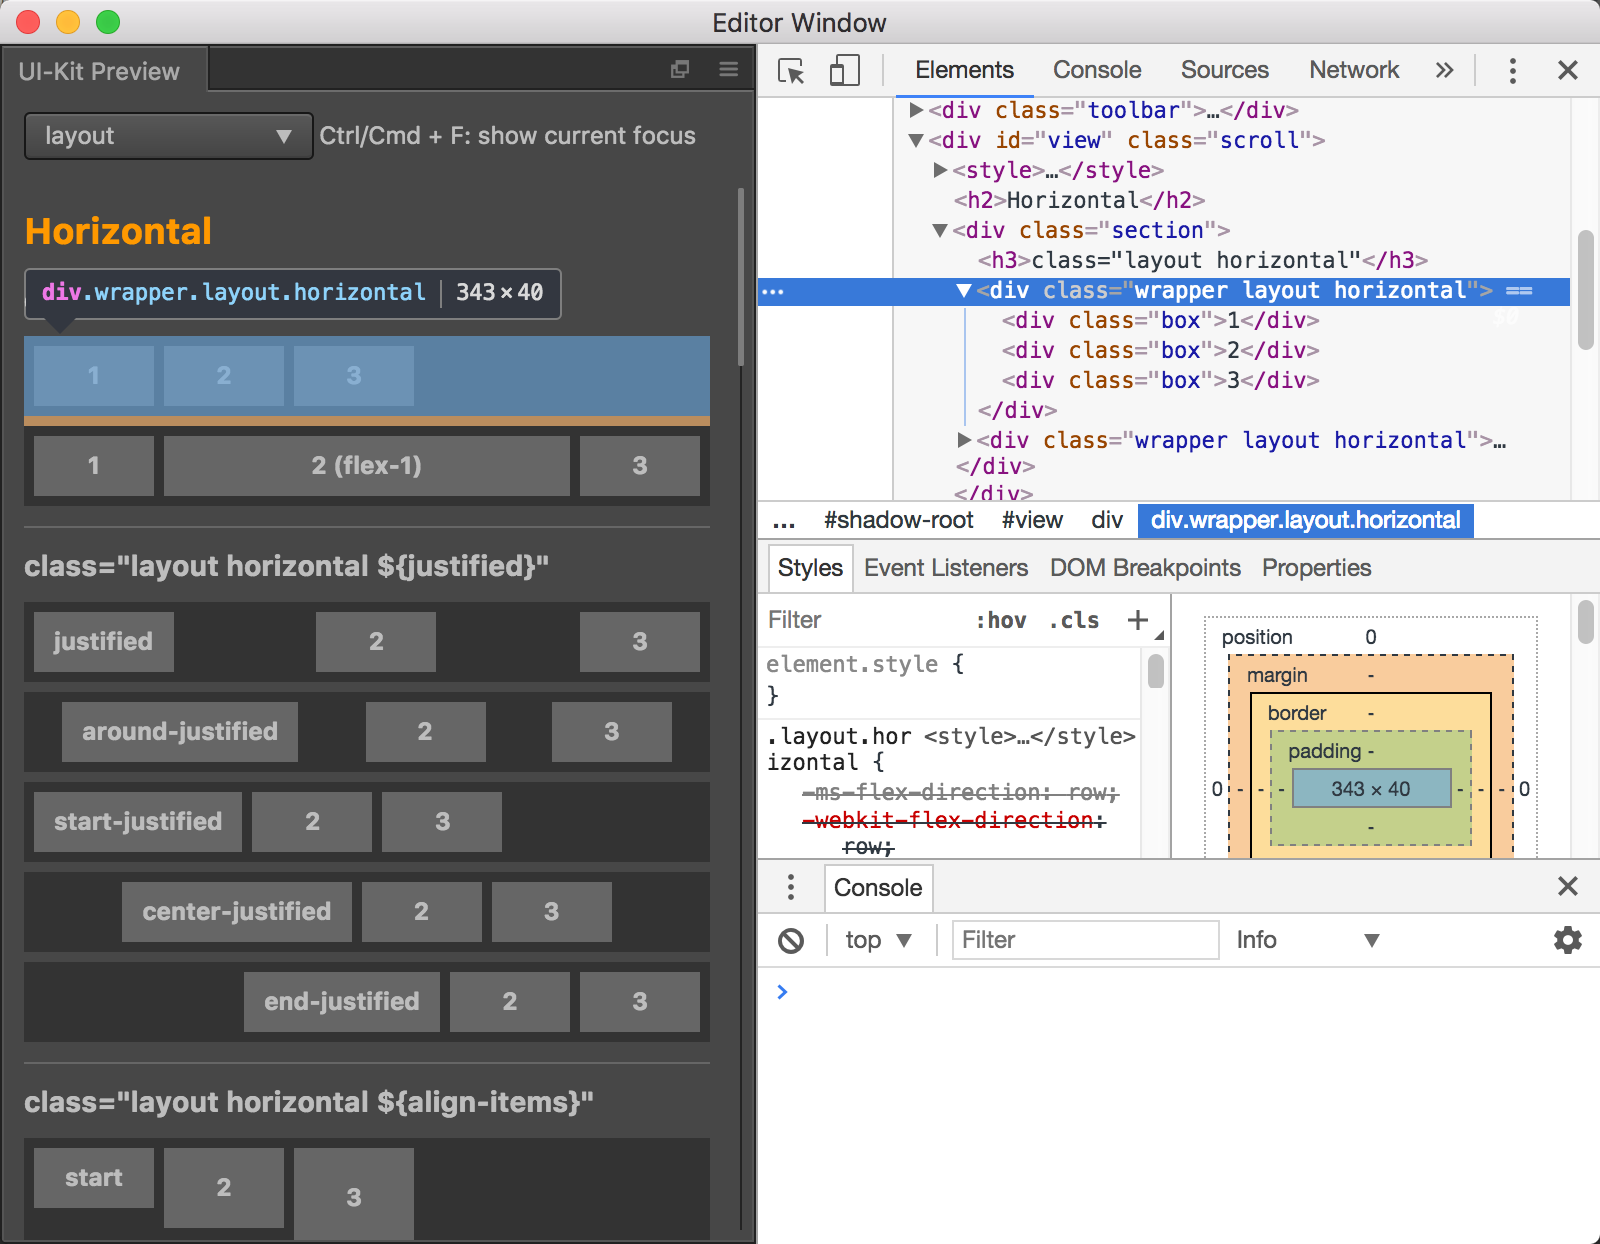 Editor Window
UI-Kit Preview
layout
Ctrl/Cmd + F: show current focus
Horizontal
div.wrapper.layout.horizontal 343×40
1 2 3
1 2 (flex-1) 3
class="layout horizontal ${justified}"
justified 2 3
around-justified 2 3
start-justified 2 3
center-justified 2 3
end-justified 2 3
class="layout horizontal ${align-items}"
start 2 3
Elements Console Sources Network »
<div class="toolbar">…</div>
<div id="view" class="scroll">
<style>…</style>
<h2>Horizontal</h2>
<div class="section">
<h3>class="layout horizontal"</h3>
… <div class="wrapper layout horizontal"> ==
$0
<div class="box">1</div>
<div class="box">2</div>
<div class="box">3</div>
</div>
<div class="wrapper layout horizontal">…
</div>
</div>
... #shadow-root #view div div.wrapper.layout.horizontal
Styles Event Listeners DOM Breakpoints Properties
Filter :hov .cls +
element.style {
}
.layout.hor <style>…</style>
izontal {
-ms-flex-direction: row;
-webkit-flex-direction:
row;
position 0
margin -
border -
padding -
0 - - - 343 × 40 - - - 0
-
Console
top Filter Info
>